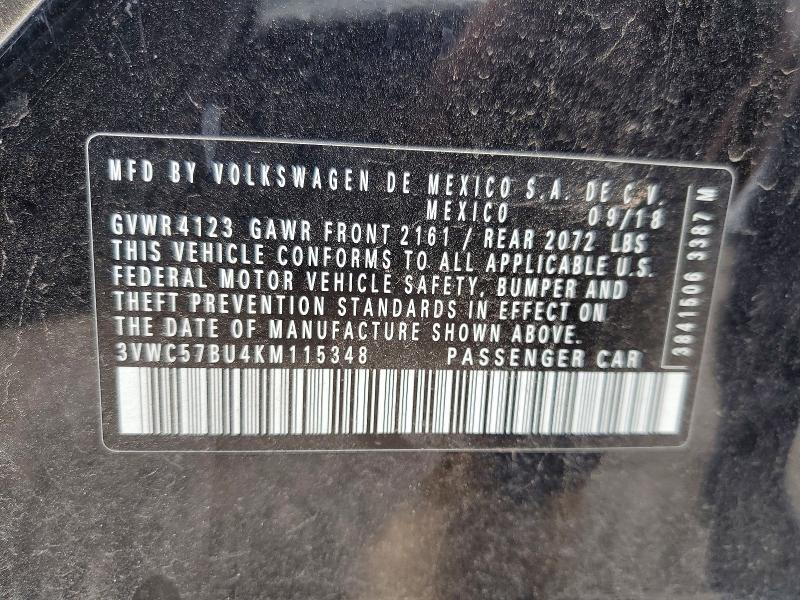 MFD BY VOLKSWAGEN DE MEXICO S.A. DE C.V.
MEXICO 09/18
GVWR4123 GAWR FRONT 2161 / REAR 2072 LBS
THIS VEHICLE CONFORMS TO ALL APPLICABLE U.S.
FEDERAL MOTOR VEHICLE SAFETY, BUMPER AND
THEFT PREVENTION STANDARDS IN EFFECT ON
THE DATE OF MANUFACTURE SHOWN ABOVE.
3VWC57BU4KM115348 PASSENGER CAR
3841506 3387 M